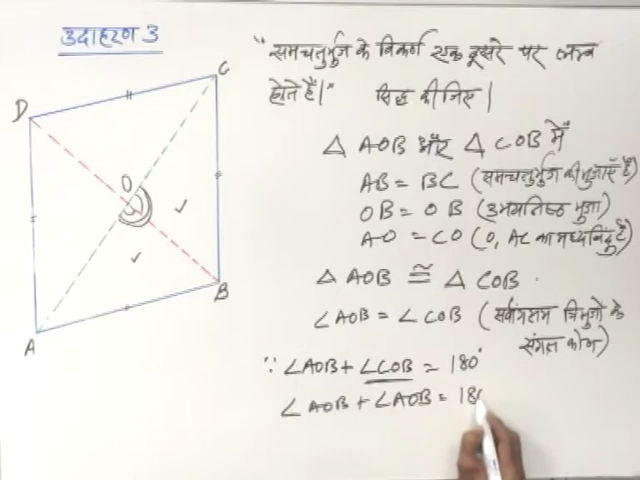 उदाहरण 3
"समचतुर्भुज के विकर्ण एक दूसरे पर लम्ब
होते हैं।" सिद्ध कीजिए।
△ AOB और △ COB में
AB = BC (समचतुर्भुज की भुजाएँ हैं)
OB = OB (उभयनिष्ठ भुजा)
AO = CO (O, AC का मध्यबिंदु है)
△ AOB ≅ △ COB .
∠AOB = ∠COB (सर्वांगसम त्रिभुजों के
संगत कोण)
∵ ∠AOB + ∠COB = 180°
∠AOB + ∠AOB = 18
C
D
O
B
A